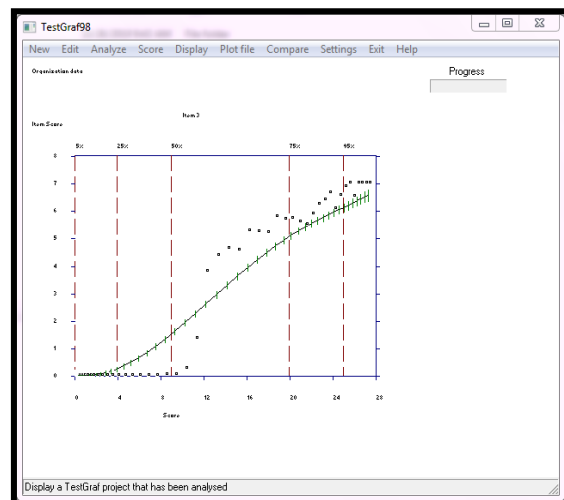 TestGraf98
New Edit Analyze Score Display Plot file Compare Settings Exit Help
Organization data
Progress
Item 3
Item Score
5% 25% 50% 75% 95%
8
7
6
5
4
3
2
1
0
0 4 8 12 16 20 24 28
Score
Display a TestGraf project that has been analysed